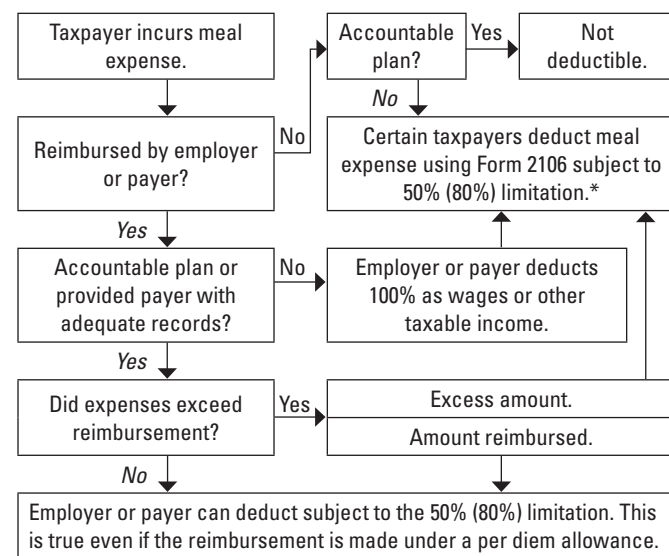 Taxpayer incurs meal
expense.
Accountable
plan?
Yes
Not
deductible.
No
Reimbursed by employer
or payer?
No
Certain taxpayers deduct meal
expense using Form 2106 subject to
50% (80%) limitation.*
Yes
Accountable plan or
provided payer with
adequate records?
No
Employer or payer deducts
100% as wages or other
taxable income.
Yes
Did expenses exceed
reimbursement?
Yes
Excess amount.
Amount reimbursed.
No
Employer or payer can deduct subject to the 50% (80%) limitation. This
is true even if the reimbursement is made under a per diem allowance.